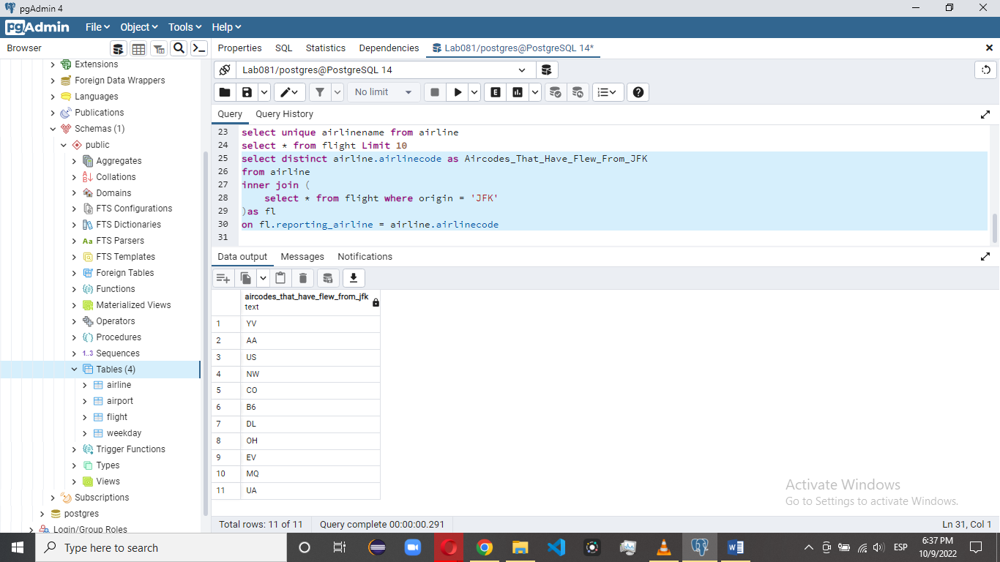 pgAdmin 4
pgAdmin File Object Tools Help
Browser
Properties SQL Statistics Dependencies Lab081/postgres@PostgreSQL 14*
Extensions
Foreign Data Wrappers
Languages
Publications
Schemas (1)
public
Aggregates
Collations
Domains
FTS Configurations
FTS Dictionaries
Aa FTS Parsers
FTS Templates
Foreign Tables
Functions
Materialized Views
Operators
Procedures
1..3 Sequences
Tables (4)
airline
airport
flight
weekday
Trigger Functions
Types
Views
Subscriptions
postgres
Login/Group Roles
Lab081/postgres@PostgreSQL 14
No limit
E
Query Query History
23 select unique airlinename from airline
24 select * from flight Limit 10
25 select distinct airline.airlinecode as Aircodes_That_Have_Flew_From_JFK
26 from airline
27 inner join (
28 select * from flight where origin = 'JFK'
29 )as fl
30 on fl.reporting_airline = airline.airlinecode
31
Data output Messages Notifications
aircodes_that_have_flew_from_jfk
text
1 YV
2 AA
3 US
4 NW
5 CO
6 B6
7 DL
8 OH
9 EV
10 MQ
11 UA
Activate Windows
Go to Settings to activate Windows.
Total rows: 11 of 11 Query complete 00:00:00.291 Ln 31, Col 1
Type here to search
ESP
6:37 PM
10/9/2022